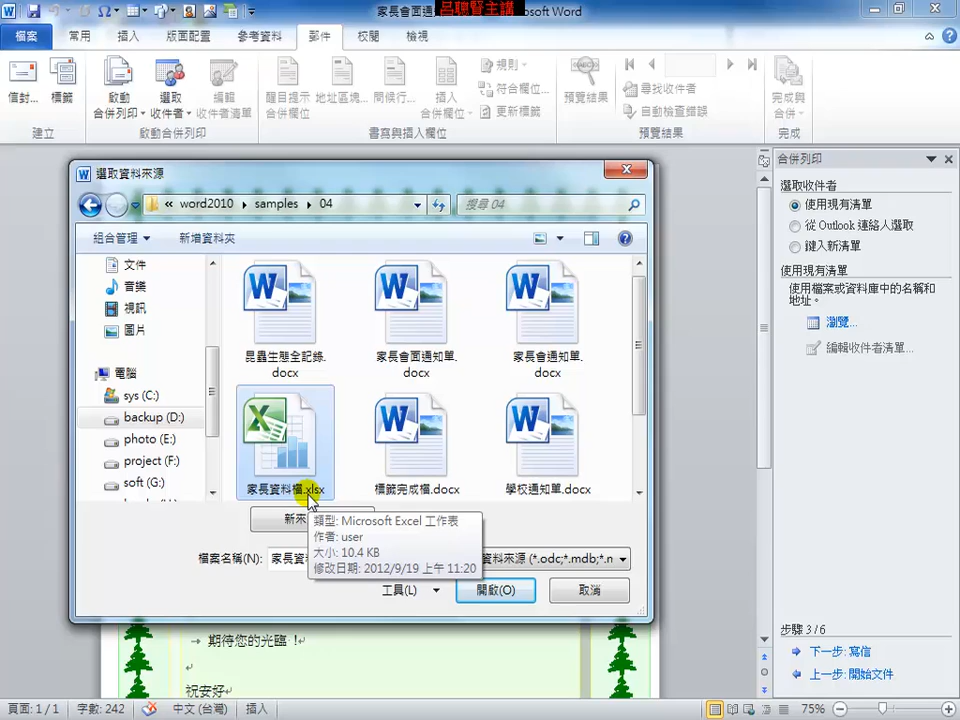 家長會面通 呂聰賢主講 osoft Word
檔案 常用 插入 版面配置 參考資料 郵件 校閱 檢視
信封... 標籤 啟動合併列印 選取收件者 編輯收件者清單 醒目提示合併欄位 地址區塊... 問候行... 插入合併欄位 規則 符合欄位... 更新標籤 預覽結果 尋找收件者 自動檢查錯誤 完成與合併
建立 啟動合併列印 書寫與插入欄位 預覽結果 完成
選取資料來源
« word2010 samples 04 搜尋 04
組合管理 新增資料夾
文件
音樂
視訊
圖片
電腦
sys (C:)
backup (D:)
photo (E:)
project (F:)
soft (G:)
昆蟲生態全記錄.docx
家長會面通知單.docx
家長會通知單.docx
家長資料檔.xlsx
標籤完成檔.docx
學校通知單.docx
新來
類型: Microsoft Excel 工作表
作者: user
大小: 10.4 KB
修改日期: 2012/9/19 上午 11:20
檔案名稱(N): 家長資 資料來源 (*.odc;*.mdb;*.m
工具(L) 開啟(O) 取消
合併列印
選取收件者
使用現有清單
從 Outlook 連絡人選取
鍵入新清單
使用現有清單
使用檔案或資料庫中的名稱和
地址。
瀏覽...
編輯收件者清單...
步驟 3/6
下一步: 寫信
上一步: 開始文件
→ 期待您的光臨!
祝安好
頁面: 1/1 字數: 242 中文 (台灣) 插入 75%